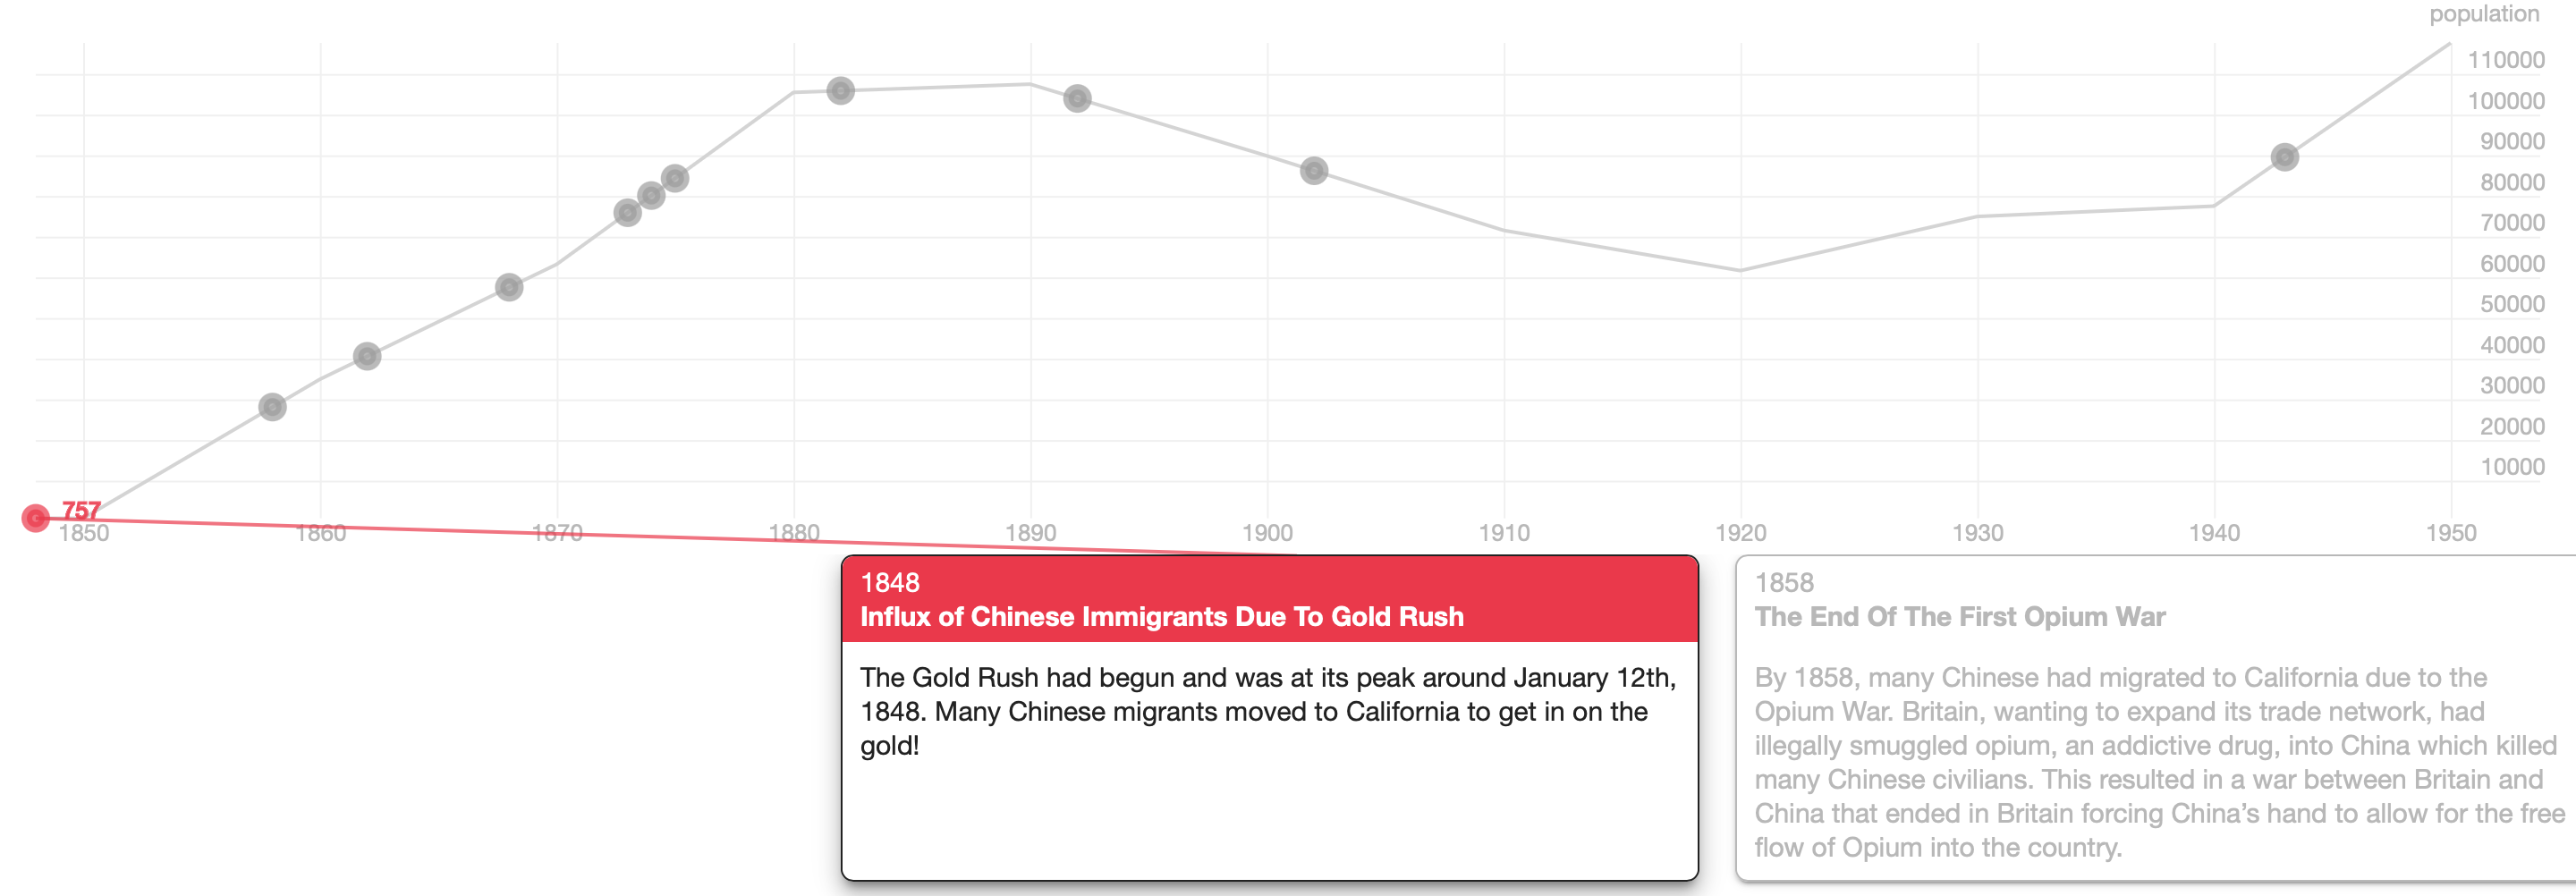 population
110000
100000
90000
80000
70000
60000
50000
40000
30000
20000
10000
757
1850 1860 1870 1880 1890 1900 1910 1920 1930 1940 1950
1848
Influx of Chinese Immigrants Due To Gold Rush
The Gold Rush had begun and was at its peak around January 12th,
1848. Many Chinese migrants moved to California to get in on the
gold!
1858
The End Of The First Opium War
By 1858, many Chinese had migrated to California due to the
Opium War. Britain, wanting to expand its trade network, had
illegally smuggled opium, an addictive drug, into China which killed
many Chinese civilians. This resulted in a war between Britain and
China that ended in Britain forcing China’s hand to allow for the free
flow of Opium into the country.